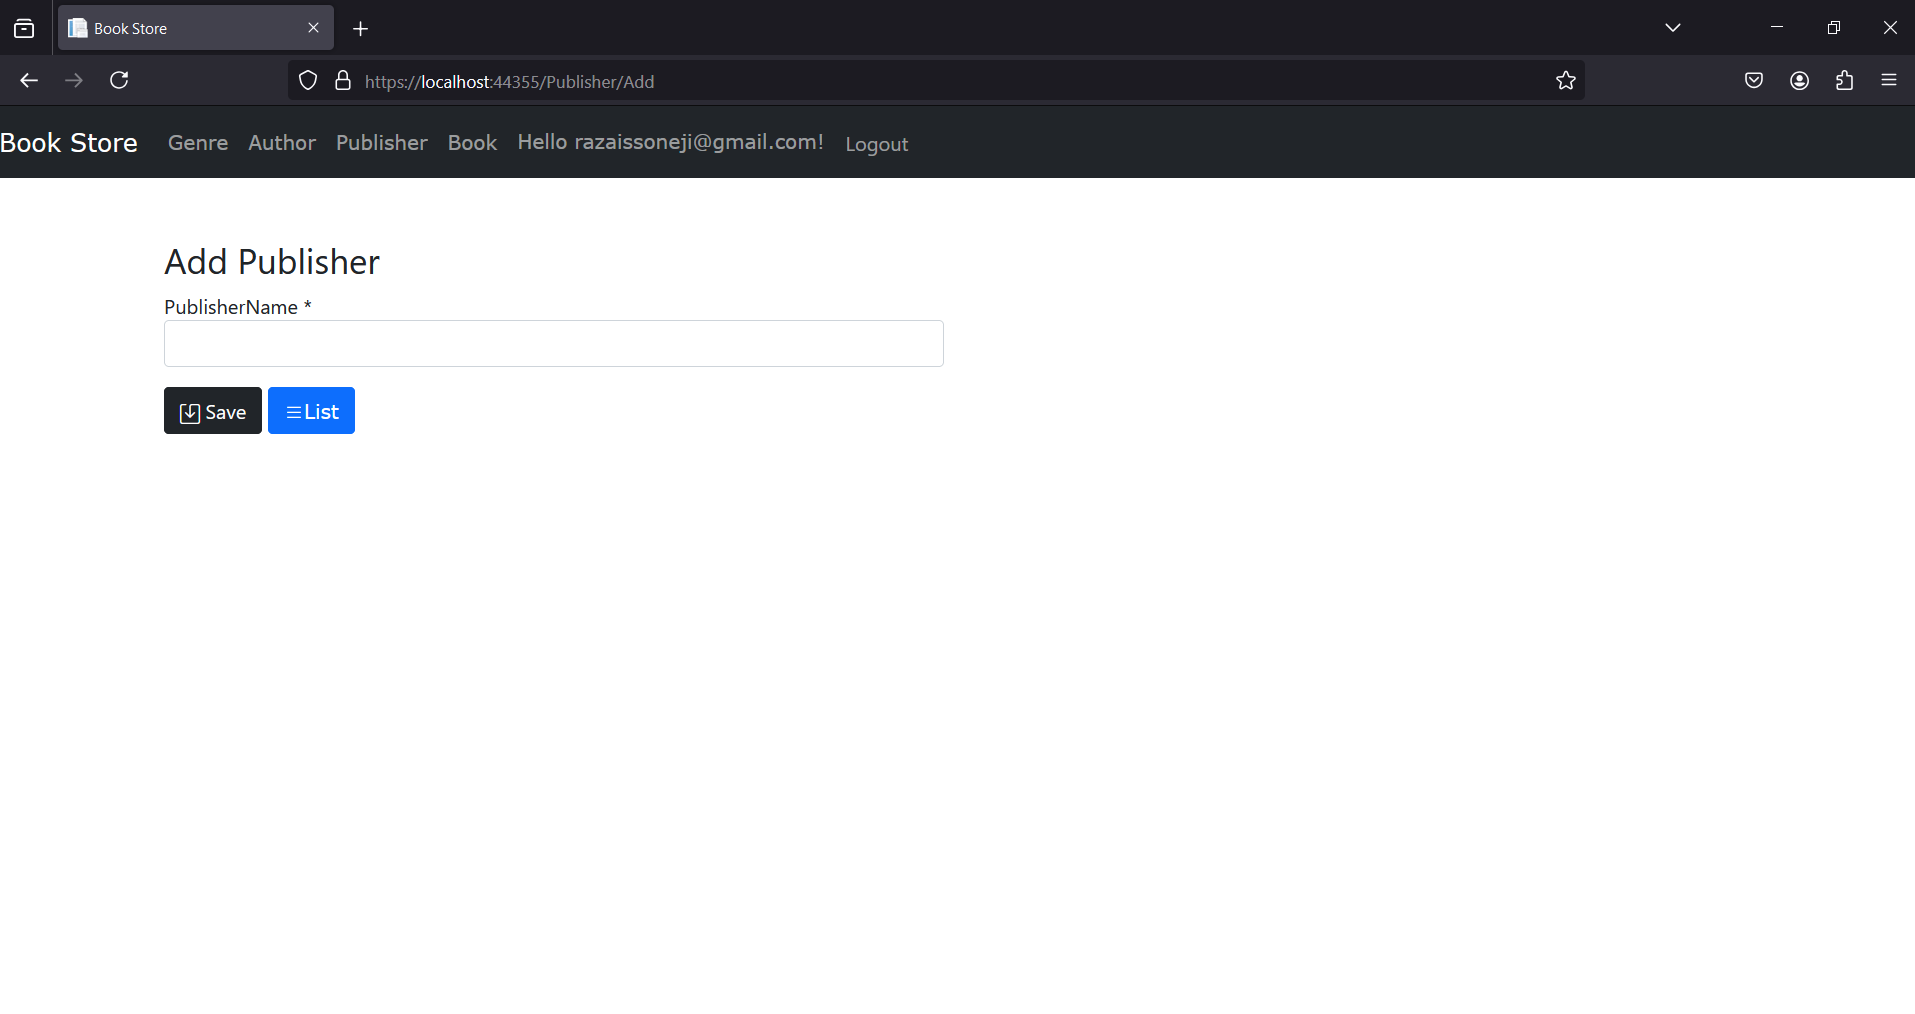 Book Store
https://localhost:44355/Publisher/Add
Book Store Genre Author Publisher Book Hello razaissoneji@gmail.com! Logout
Add Publisher
PublisherName *
Save List